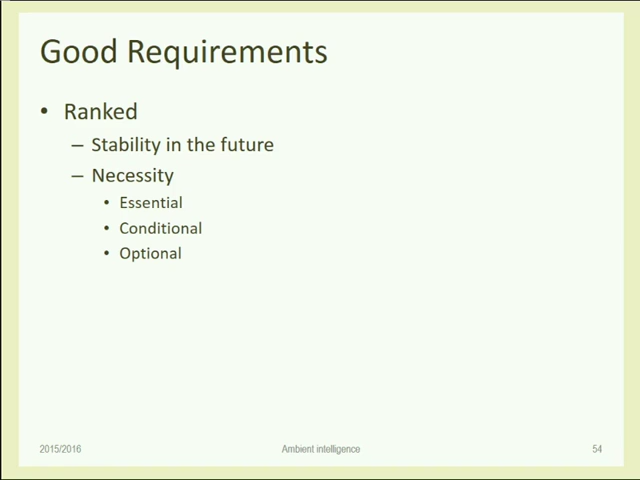 Good Requirements
• Ranked
– Stability in the future
– Necessity
• Essential
• Conditional
• Optional
2015/2016 Ambient intelligence 54